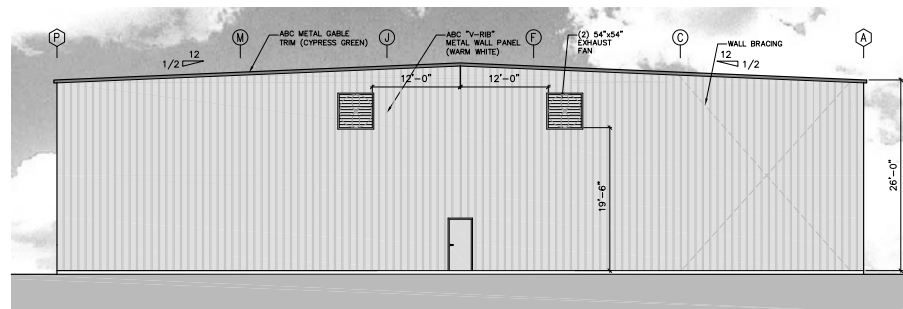 P
M
J
F
C
A
ABC METAL GABLE
TRIM (CYPRESS GREEN)
ABC "V-RIB"
METAL WALL PANEL
(WARM WHITE)
(2) 54"x54"
EXHAUST
FAN
WALL BRACING
12
1/2
12
1/2
12'-0"
12'-0"
19'-6"
26'-0"